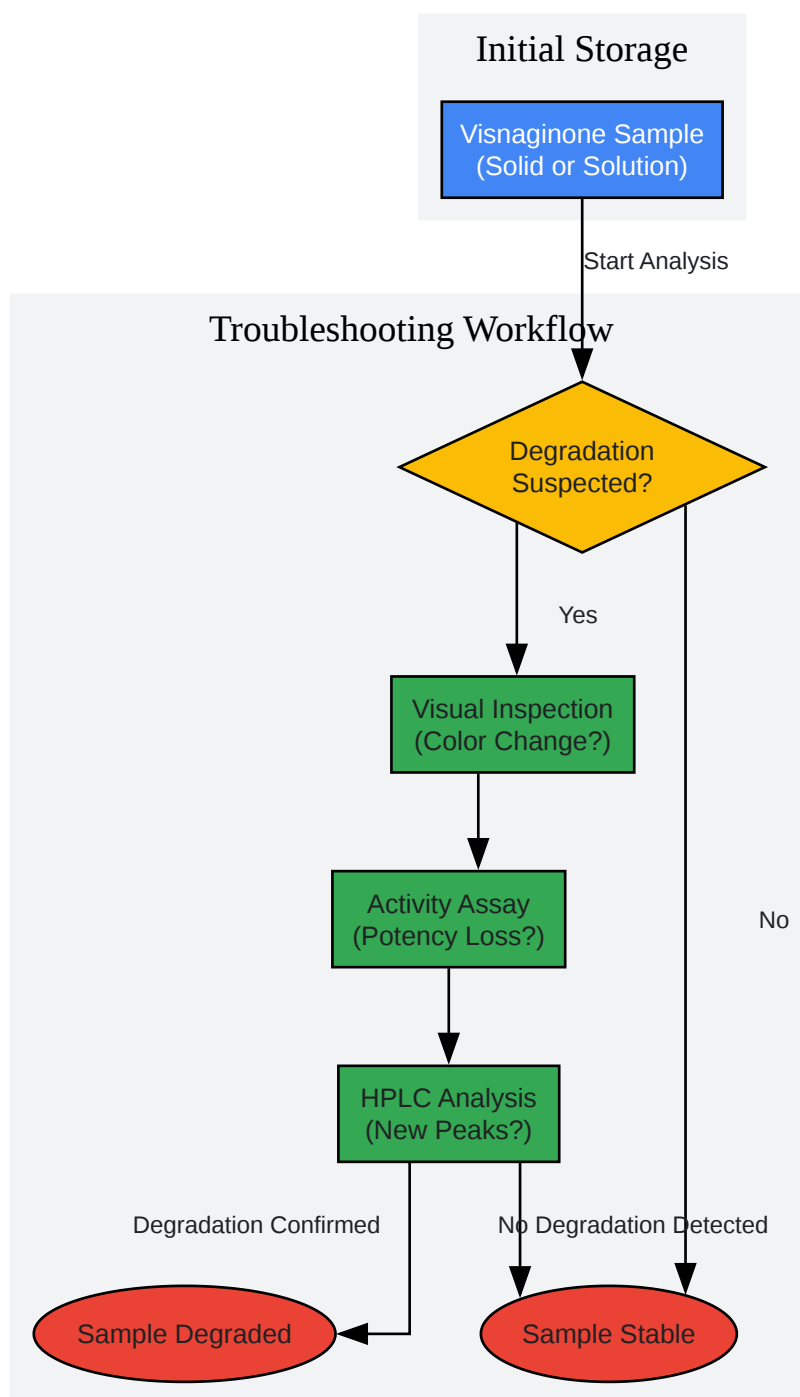 Initial Storage
Visnaginone Sample
(Solid or Solution)
Start Analysis
Troubleshooting Workflow
Degradation
Suspected?
Yes
Visual Inspection
(Color Change?)
Activity Assay
(Potency Loss?)
No
HPLC Analysis
(New Peaks?)
Degradation Confirmed
No Degradation Detected
Sample Degraded
Sample Stable